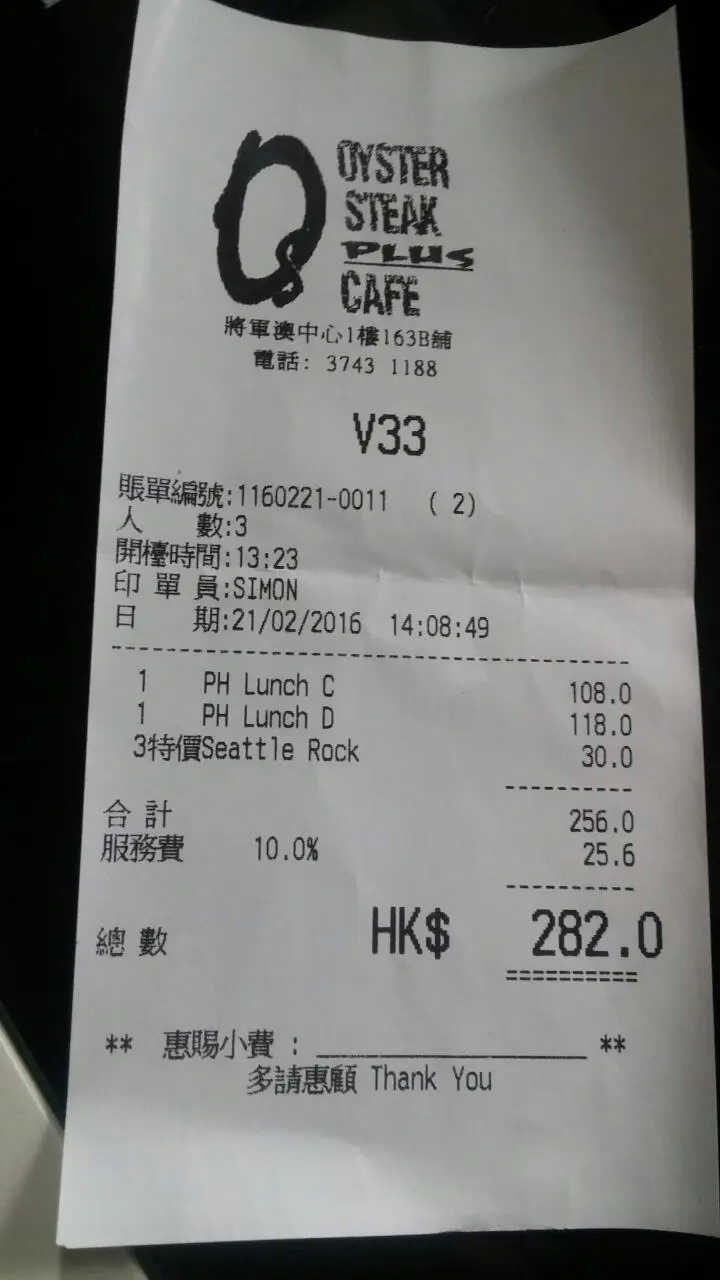 Os
OYSTER
STEAK
PLUS
CAFE
將軍澳中心1樓163B舖
電話: 3743 1188
V33
賬單編號:1160221-0011 ( 2)
人 數:3
開檯時間:13:23
印 單 員:SIMON
日 期:21/02/2016 14:08:49
1 PH Lunch C 108.0
1 PH Lunch D 118.0
3特價Seattle Rock 30.0
合 計 256.0
服務費 10.0% 25.6
總 數 HK$ 282.0
** 惠賜小費 : ____________________ **
多請惠顧 Thank You